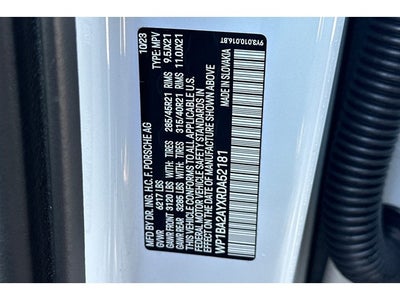 MFD BY DR. ING. H.C. F. PORSCHE AG 10/23
GVWR 6217 LBS TYPE: MPV
GAWR FRONT 3120 LBS WITH TIRES 285/45R21 RIMS 9.5JX21
GAWR REAR 3285 LBS WITH TIRES 315/40R21 RIMS 11.0JX21
THIS VEHICLE CONFORMS TO ALL APPLICABLE U.S.
FEDERAL MOTOR VEHICLE SAFETY STANDARDS
IN EFFECT ON THE DATE OF MANUFACTURE SHOWN ABOVE
WP1BA2AYXRDA52181 MADE IN SLOVAKIA
9Y3.010.016.BT